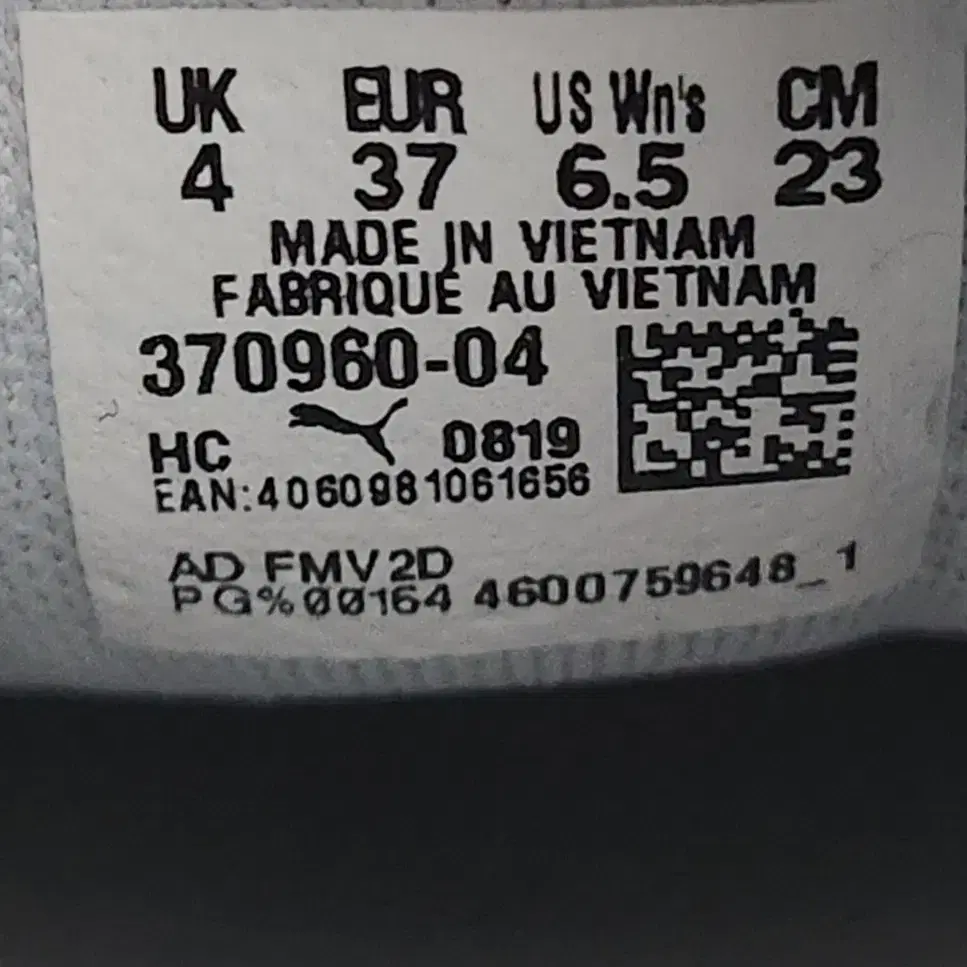 UK EUR US Wn's CM
4 37 6.5 23
MADE IN VIETNAM
FABRIQUÉ AU VIETNAM
370960-04
HC 0819
EAN:4060981061656
AD FMV2D
PG%00164 4600759648_1